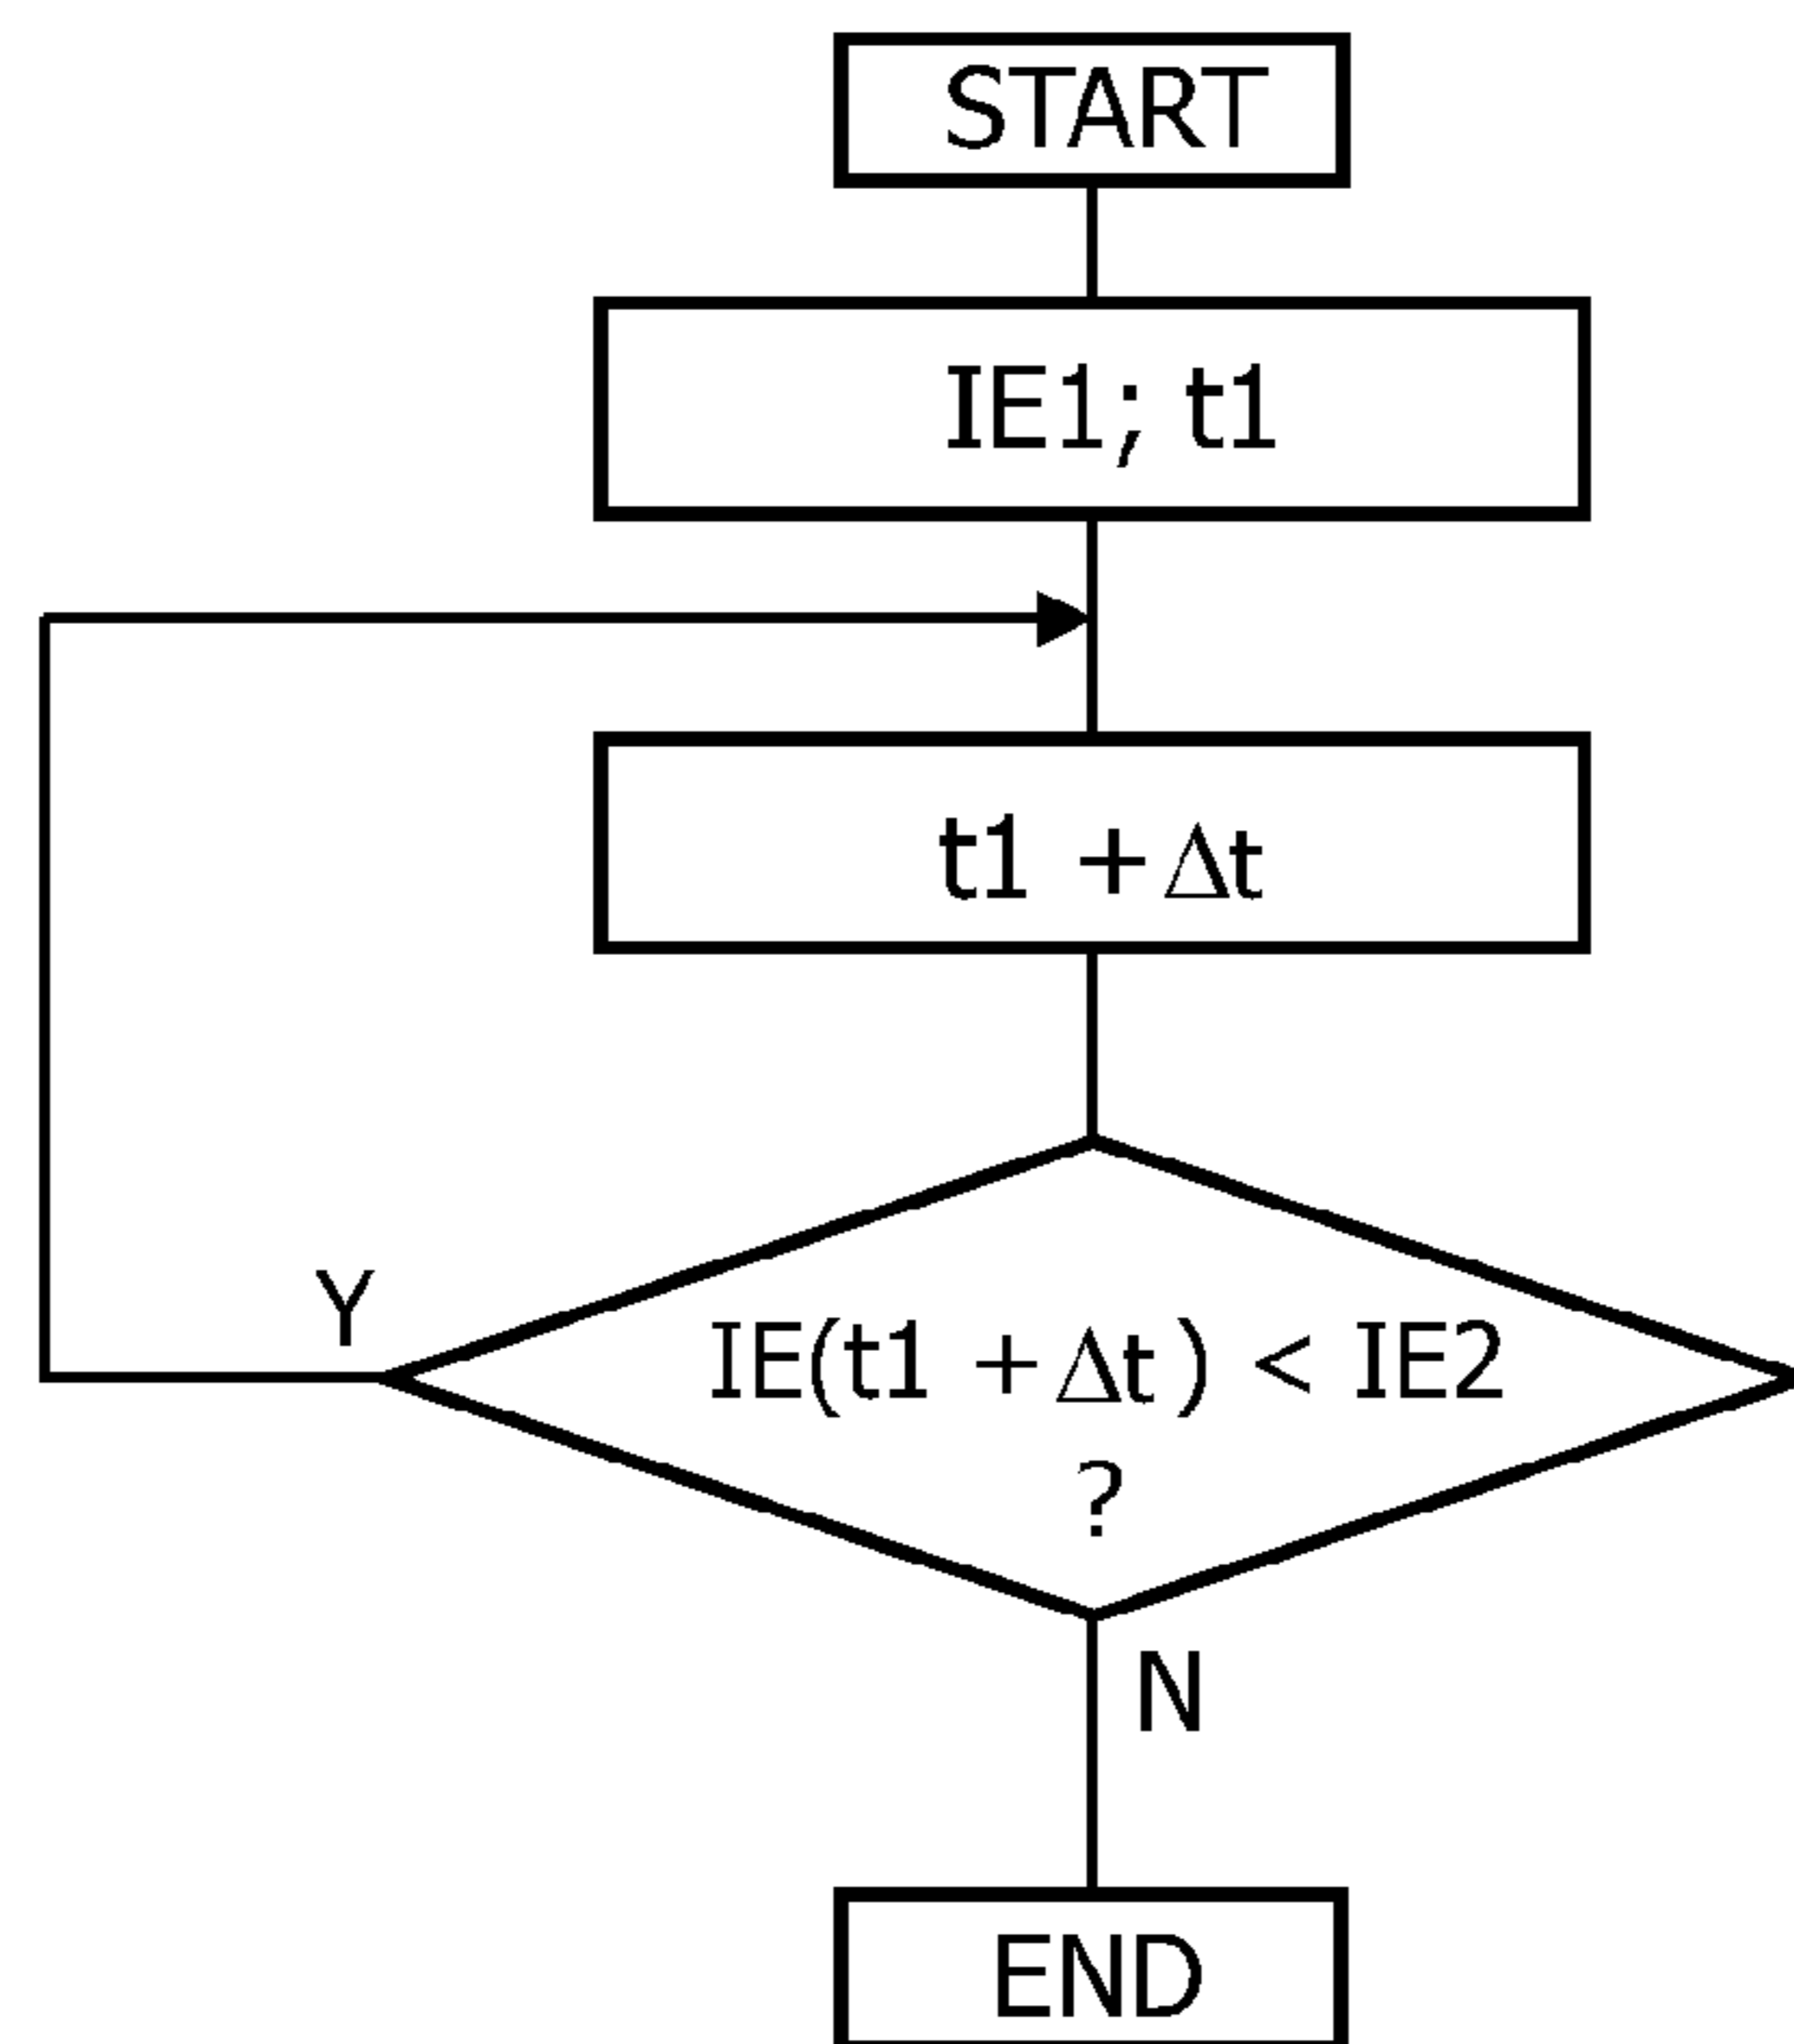 START
IE1; t1
t1 +Δt
Y
IE(t1 +Δt ) < IE2
?
N
END